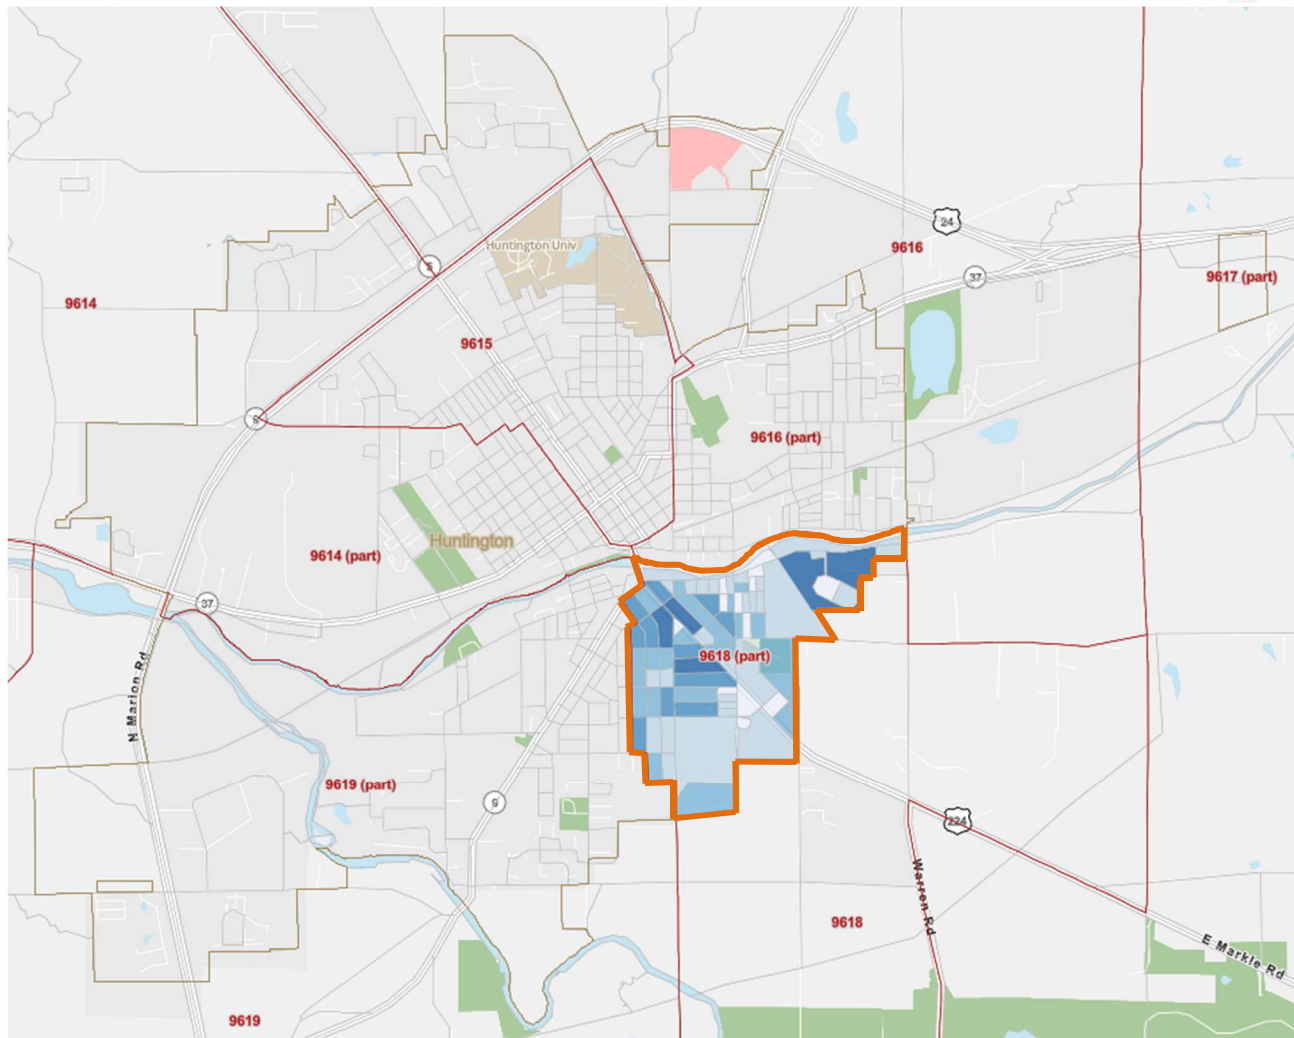 24
Huntington Univ
9616
5
37
9617 (part)
9614
9615
9
9616 (part)
Huntington
9614 (part)
37
N Marion Rd
9618 (part)
9619 (part)
9
224
Warren Rd
9618
E Markle Rd
9619